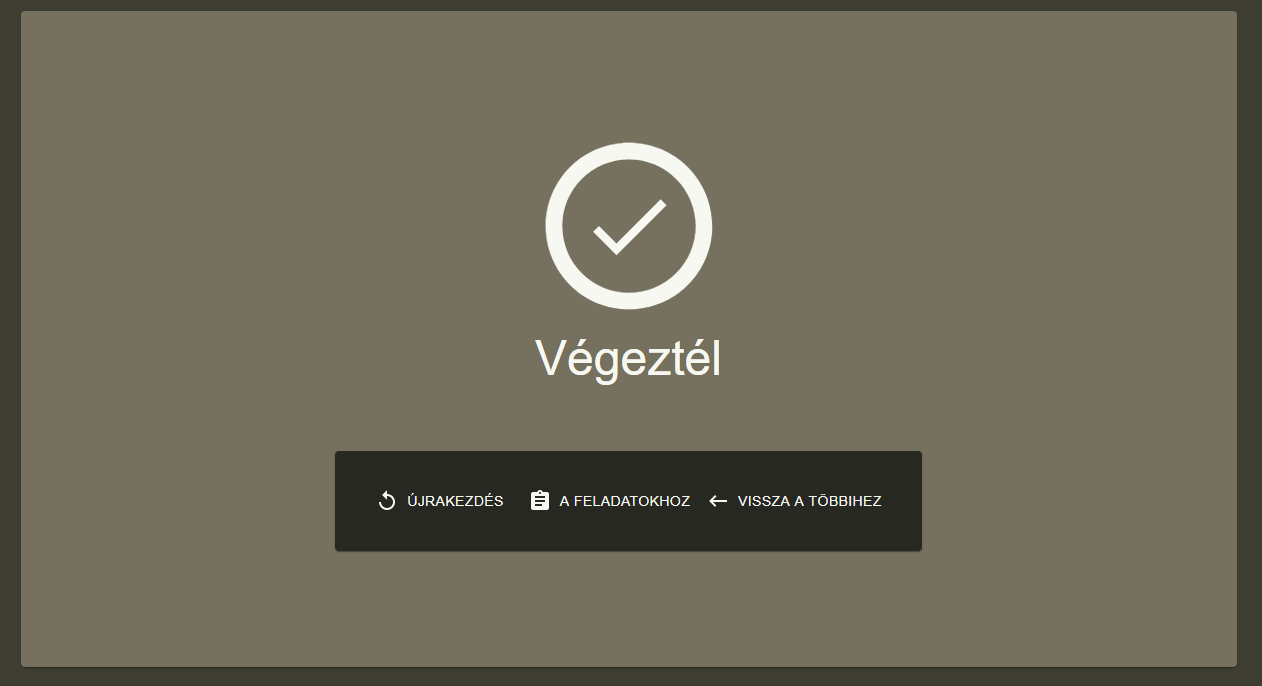 Végeztél
ÚJRAKEZDÉS A FELADATOKHOZ VISSZA A TÖBBIHEZ